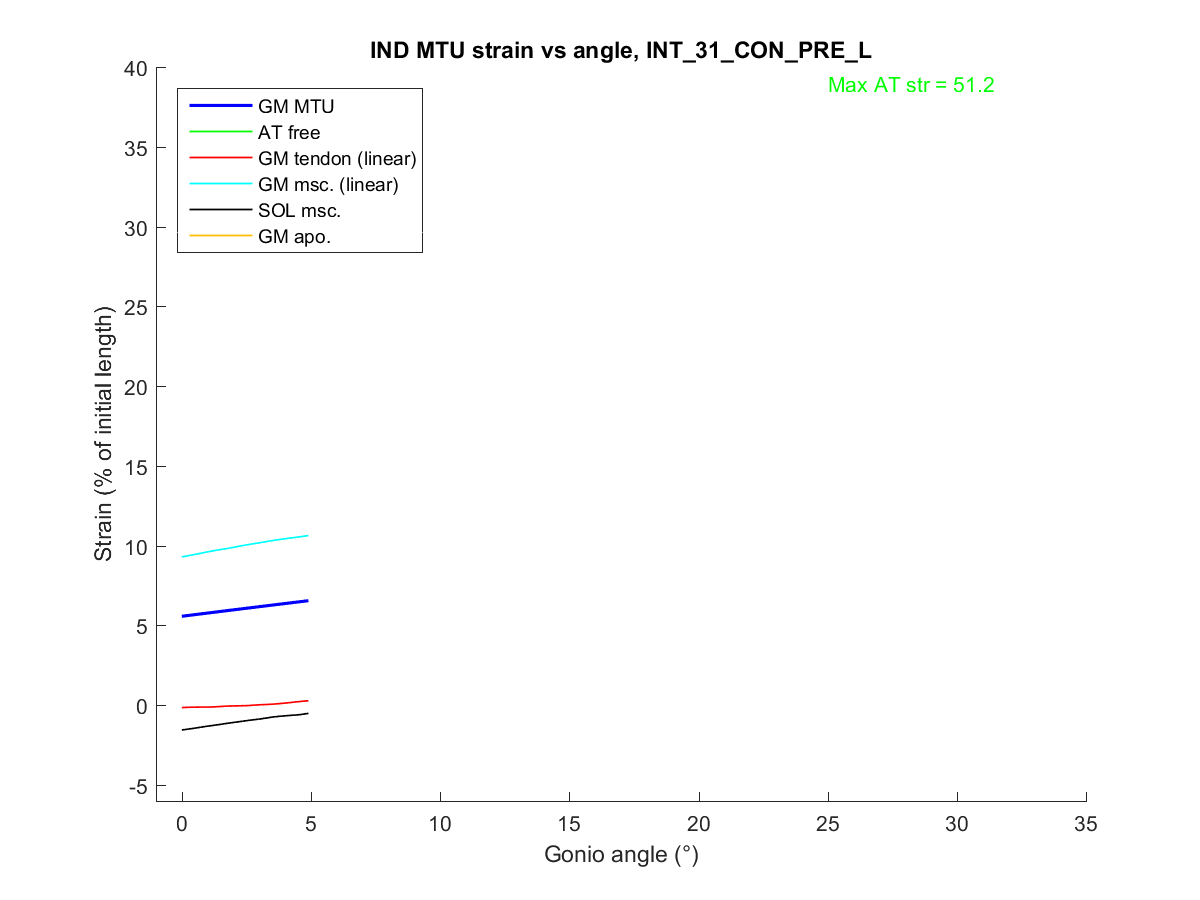 IND MTU strain vs angle, INT_31_CON_PRE_L
Max AT str = 51.2
GM MTU
AT free
GM tendon (linear)
GM msc. (linear)
SOL msc.
GM apo.
Strain (% of initial length)
40
35
30
25
20
15
10
5
0
-5
0 5 10 15 20 25 30 35
Gonio angle (°)